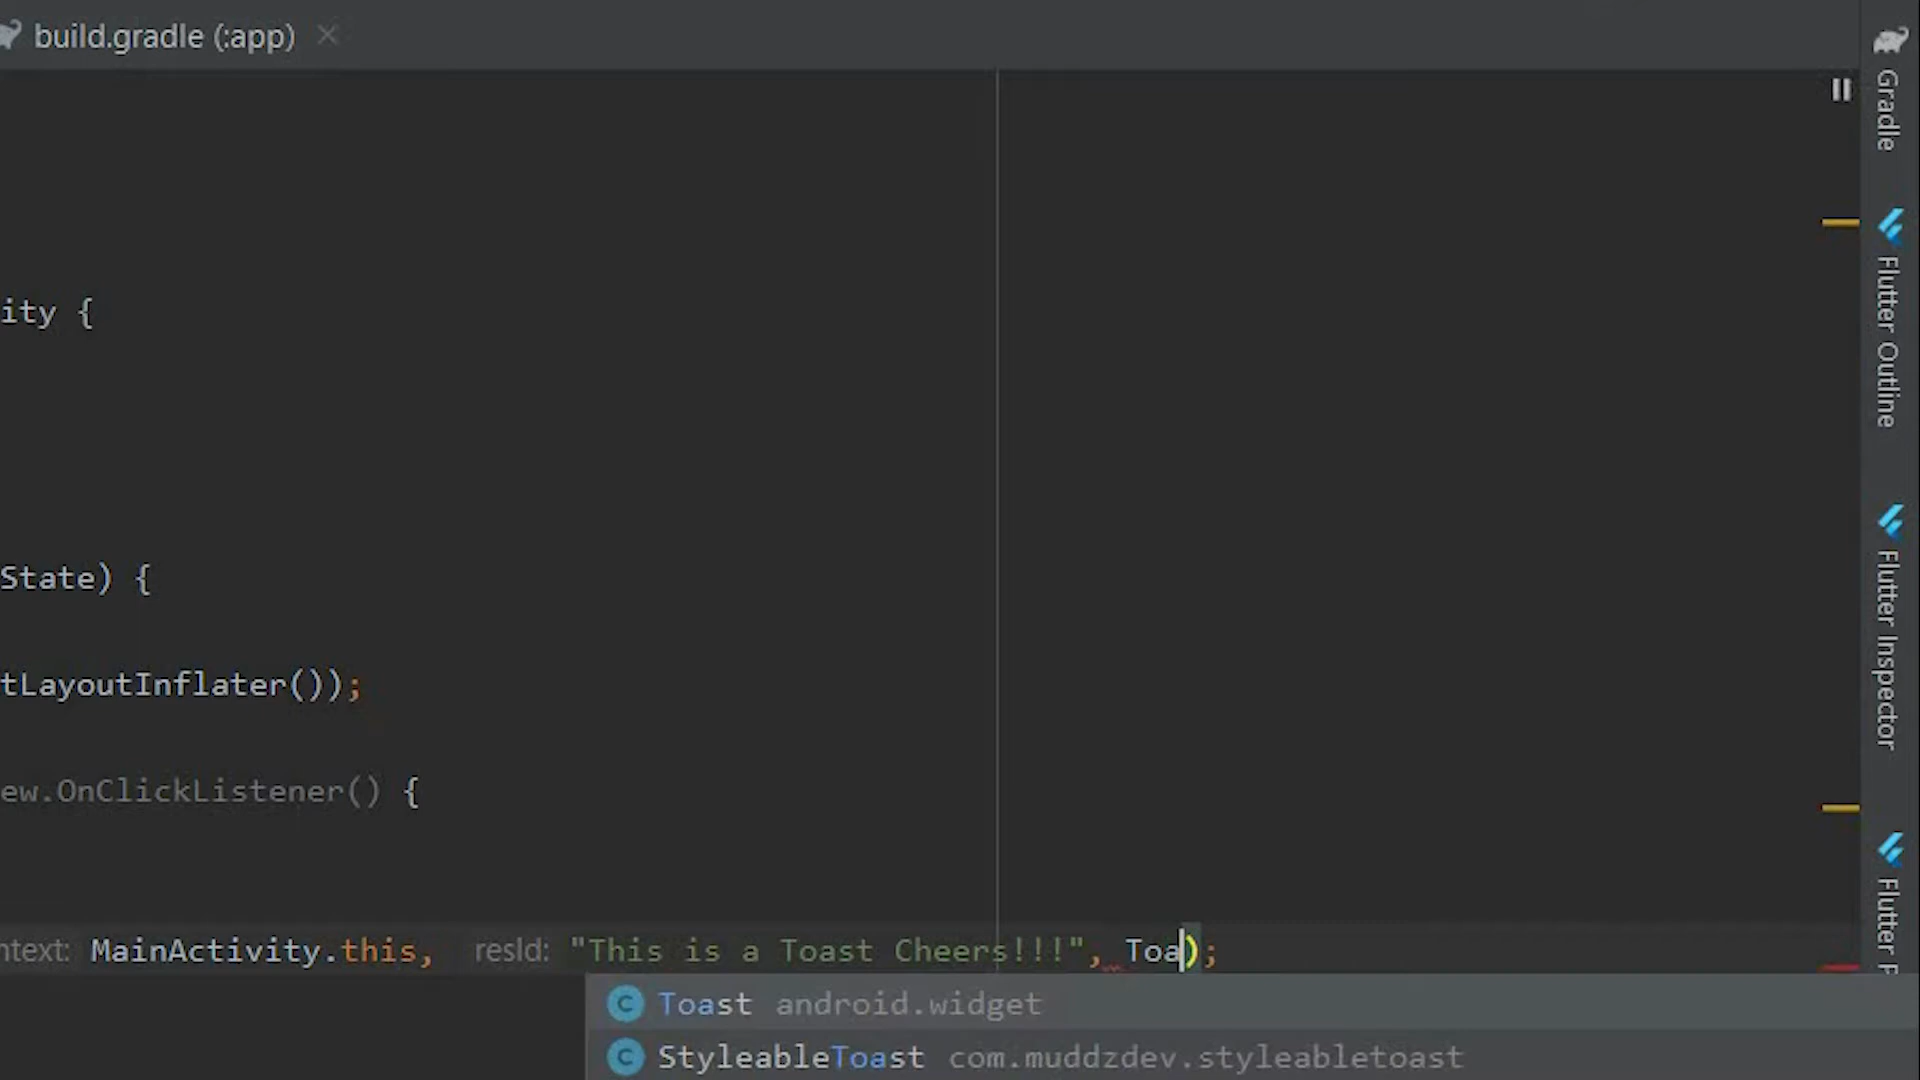 build.gradle (:app)
Gradle
Flutter Outline
ity {
State) {
Flutter Inspector
tLayoutInflater());
ew.OnClickListener() {
Flutter
ntext: MainActivity.this, resId: "This is a Toast Cheers!!!", Toa);
Toast android.widget
StyleableToast com.muddzdev.styleabletoast